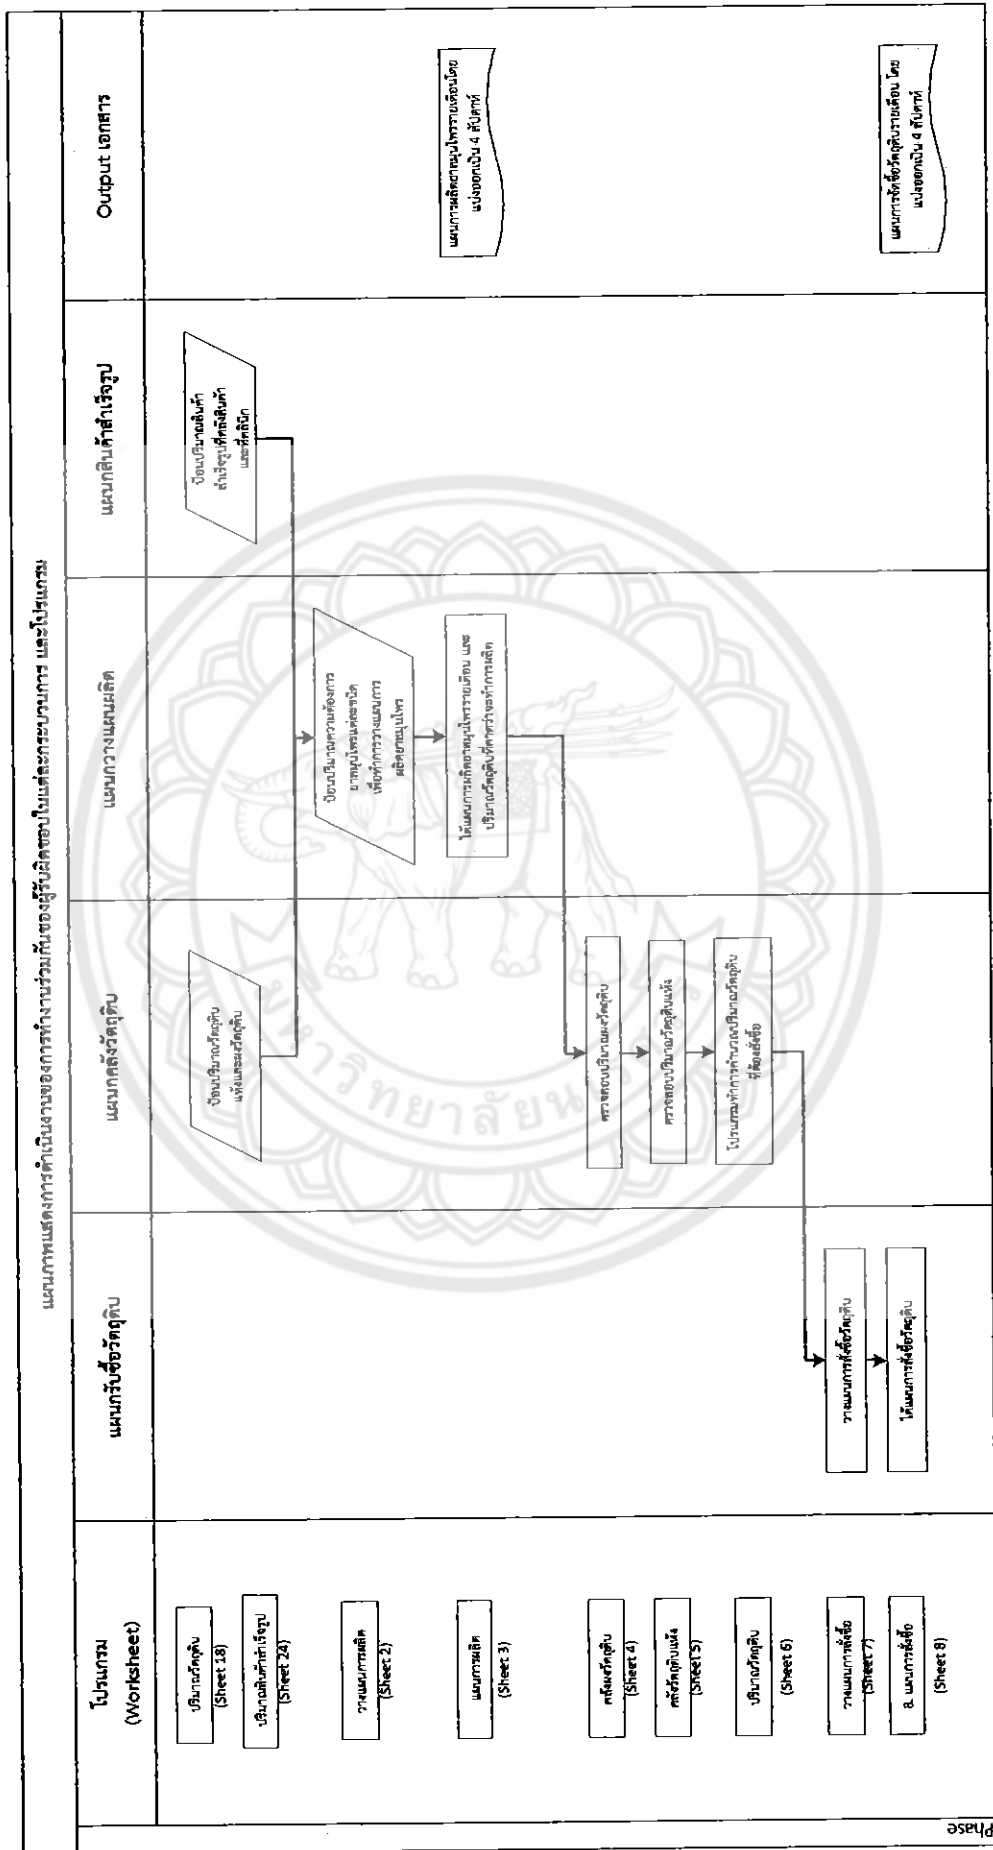 แผนภาพแสดงการดำเนินงานของการทำงานร่วมกันของผู้รับผิดชอบในแต่ละกระบวนการ และโปรแกรม
โปรแกรม
(Worksheet)
แผนกรับซื้อวัตถุดิบ
แผนกคลังวัตถุดิบ
แผนกวางแผนผลิต
แผนกสินค้าสำเร็จรูป
Output เอกสาร
ปริมาณวัตถุดิบ
(Sheet 18)
ปริมาณสินค้าสำเร็จรูป
(Sheet 24)
ป้อนปริมาณวัตถุดิบ
แห้งและผงวัตถุดิบ
ป้อนปริมาณสินค้า
สำเร็จรูปที่คลังสินค้า
และที่คลินิก
วางแผนการผลิต
(Sheet 2)
ป้อนปริมาณความต้องการ
ยาสมุนไพรแต่ละชนิด
เพื่อทำการวางแผนการ
ผลิตยาสมุนไพร
แผนการผลิต
(Sheet 3)
ได้แผนการผลิตยาสมุนไพรรายเดือน และ
ปริมาณวัตถุดิบที่คาดว่าจะทำการผลิต
แผนการผลิตยาสมุนไพรรายเดือนโดย
แบ่งออกเป็น 4 สัปดาห์
คลังผงวัตถุดิบ
(Sheet 4)
ตรวจสอบปริมาณผงวัตถุดิบ
คลังวัตถุดิบแห้ง
(Sheet 5)
ตรวจสอบปริมาณวัตถุดิบแห้ง
ปริมาณวัตถุดิบ
(Sheet 6)
โปรแกรมทำการคำนวณปริมาณวัตถุดิบ
ที่ต้องสั่งซื้อ
วางแผนการสั่งซื้อ
(Sheet 7)
วางแผนการสั่งซื้อวัตถุดิบ
8. แผนการสั่งซื้อ
(Sheet 8)
ได้แผนการสั่งซื้อวัตถุดิบ
แผนการจัดซื้อวัตถุดิบรายเดือน โดย
แบ่งออกเป็น 4 สัปดาห์
Phase